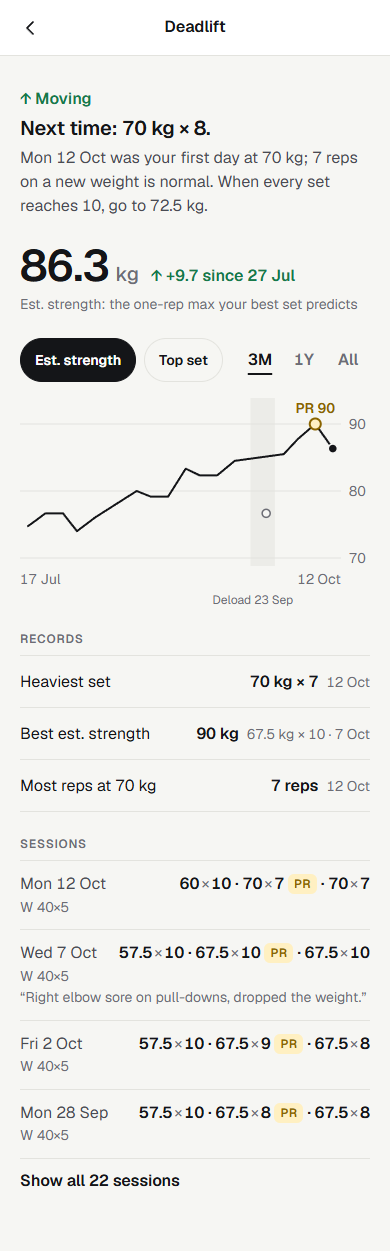 Deadlift
↑ Moving
Next time: 70 kg × 8.
Mon 12 Oct was your first day at 70 kg; 7 reps
on a new weight is normal. When every set
reaches 10, go to 72.5 kg.
86.3 kg ↑ +9.7 since 27 Jul
Est. strength: the one-rep max your best set predicts
Est. strength Top set 3M 1Y All
PR 90
90
80
70
17 Jul 12 Oct
Deload 23 Sep
RECORDS
Heaviest set 70 kg × 7 12 Oct
Best est. strength 90 kg 67.5 kg × 10 · 7 Oct
Most reps at 70 kg 7 reps 12 Oct
SESSIONS
Mon 12 Oct 60×10 · 70×7 PR · 70×7
W 40×5
Wed 7 Oct 57.5×10 · 67.5×10 PR · 67.5×10
W 40×5
“Right elbow sore on pull-downs, dropped the weight.”
Fri 2 Oct 57.5×10 · 67.5×9 PR · 67.5×8
W 40×5
Mon 28 Sep 57.5×10 · 67.5×8 PR · 67.5×8
W 40×5
Show all 22 sessions